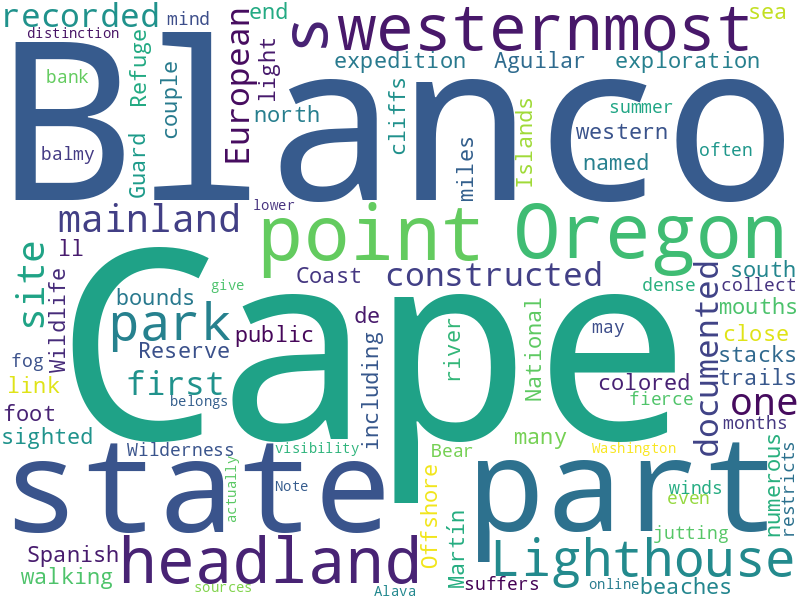 recorded mind end sea
distinction
s westernmost
European light
Refuge couple
expedition Aguilar exploration
bank
Blanco
north cliffs miles Islands summer
western often
balmy named
Guard
lower
mainland point Oregon
ll
site Wildlife
Coast constructed documented south
give dense collect
bounds de National mouths
park public including river may close
Reserve stacks
fog Cape
link first colored trails
foot belongs fierce one
sighted many months
Wilderness visibility Bear Washington
state part numerous restricts
actually Note Offshore winds
even
Martín jutting
Spanish headland Lighthouse
walking suffers online beaches
sources Alava